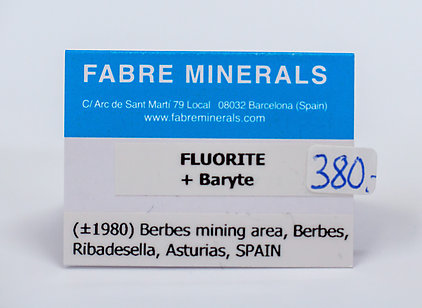 FABRE MINERALS
C/ Arc de Sant Martí 79 Local 08032 Barcelona (Spain)
www.fabreminerals.com
FLUORITE
+ Baryte
380.-
(±1980) Berbes mining area, Berbes,
Ribadesella, Asturias, SPAIN